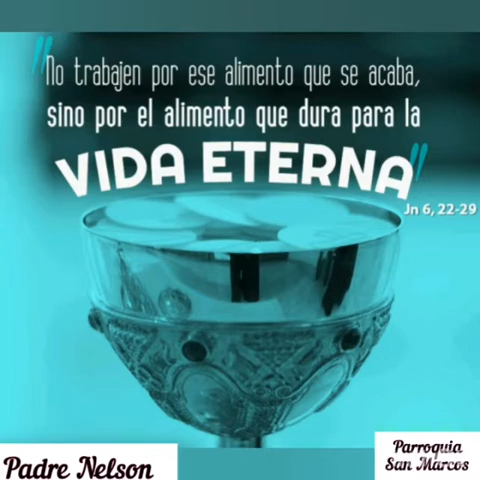 "No trabajen por ese alimento que se acaba,
sino por el alimento que dura para la
VIDA ETERNA"
Jn 6, 22-29
Padre Nelson
Parroquia
San Marcos